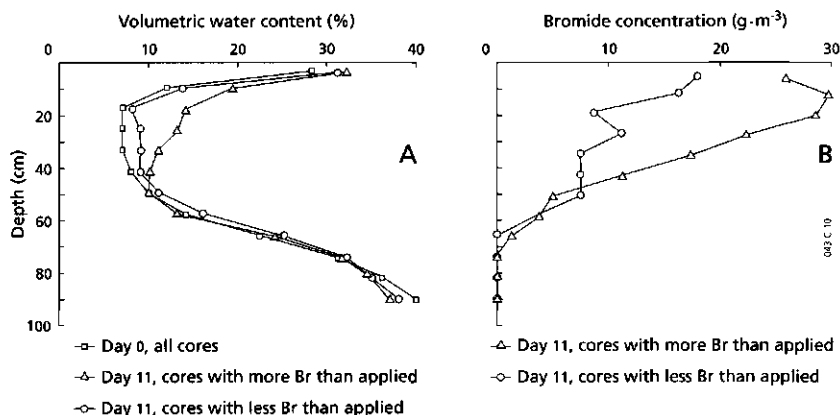 Volumetric water content (%)
0 10 20 30 40
Depth (cm)
20
40
60
80
100
A
Day 0, all cores
Day 11, cores with more Br than applied
Day 11, cores with less Br than applied
Bromide concentration (g·m⁻³)
0 10 20 30
B
043 C 10
Day 11, cores with more Br than applied
Day 11, cores with less Br than applied